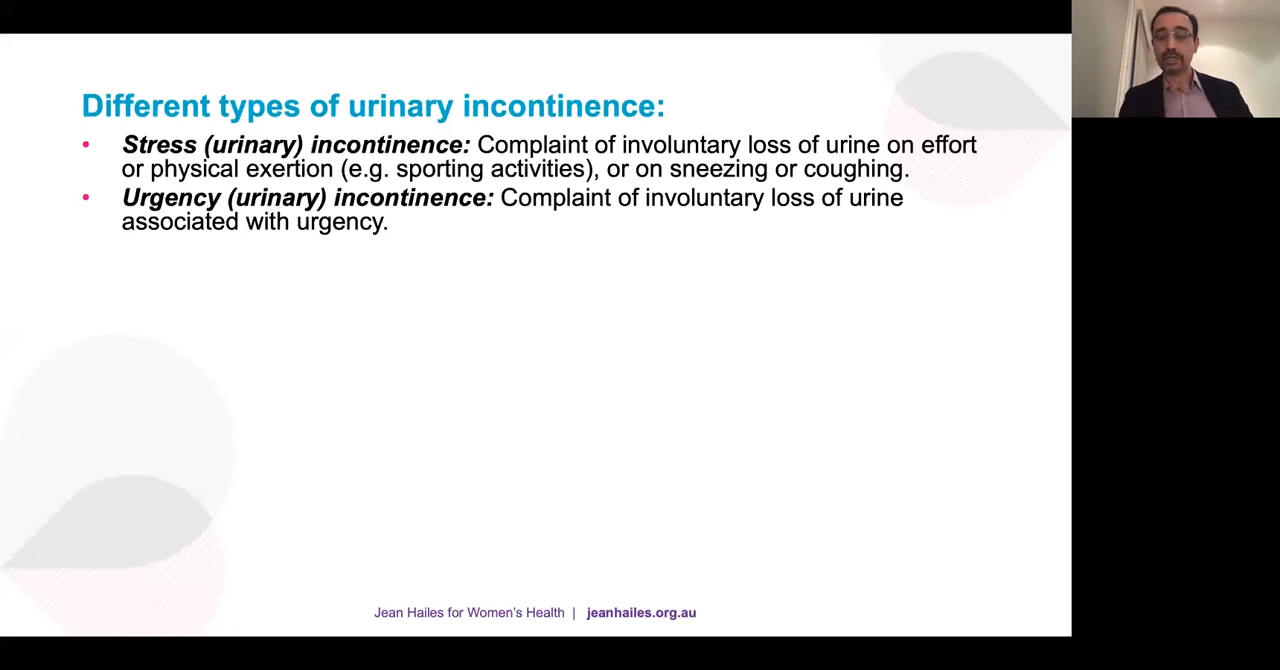 Different types of urinary incontinence:
• Stress (urinary) incontinence: Complaint of involuntary loss of urine on effort
or physical exertion (e.g. sporting activities), or on sneezing or coughing.
• Urgency (urinary) incontinence: Complaint of involuntary loss of urine
associated with urgency.
Jean Hailes for Women's Health | jeanhailes.org.au